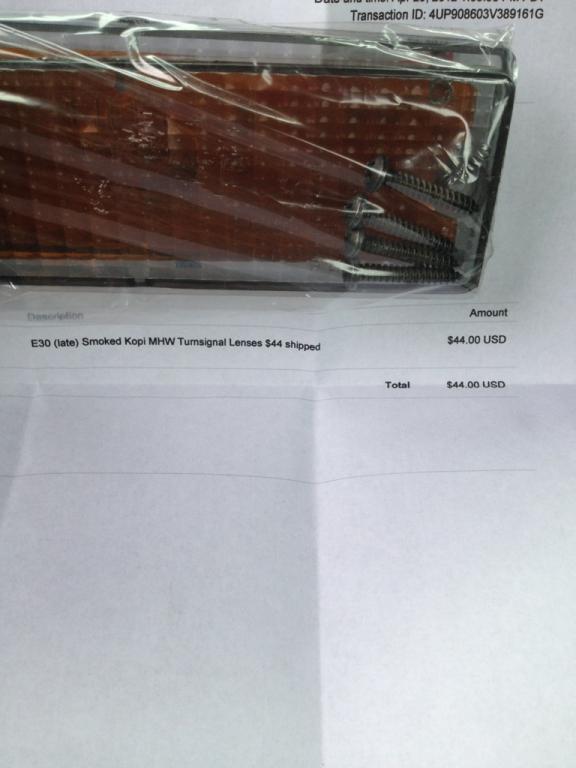 Transaction ID: 4UP908603V389161G
Description Amount
E30 (late) Smoked Kopi MHW Turnsignal Lenses $44 shipped $44.00 USD
Total $44.00 USD